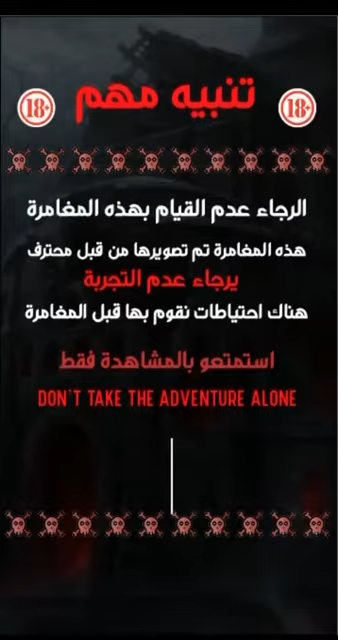 تنبيه مهم
18+
18+
الرجاء عدم القيام بهذه المغامرة
هذه المغامرة تم تصويرها من قبل محترف
يرجاء عدم التجربة
هناك احتياطات نقوم بها قبل المغامرة
استمتعو بالمشاهدة فقط
DON'T TAKE THE ADVENTURE ALONE